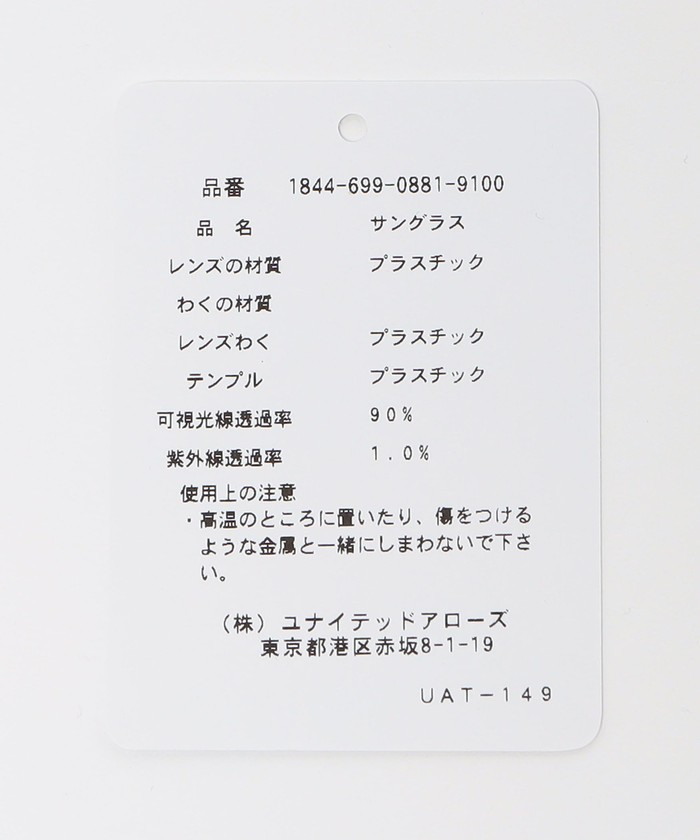 品番 1844-699-0881-9100
品 名 サングラス
レンズの材質 プラスチック
わくの材質
レンズわく プラスチック
テンプル プラスチック
可視光線透過率 90%
紫外線透過率 1.0%
使用上の注意
・高温のところに置いたり、傷をつける
ような金属と一緒にしまわないで下さ
い。
(株)ユナイテッドアローズ
東京都港区赤坂8-1-19
UAT-149